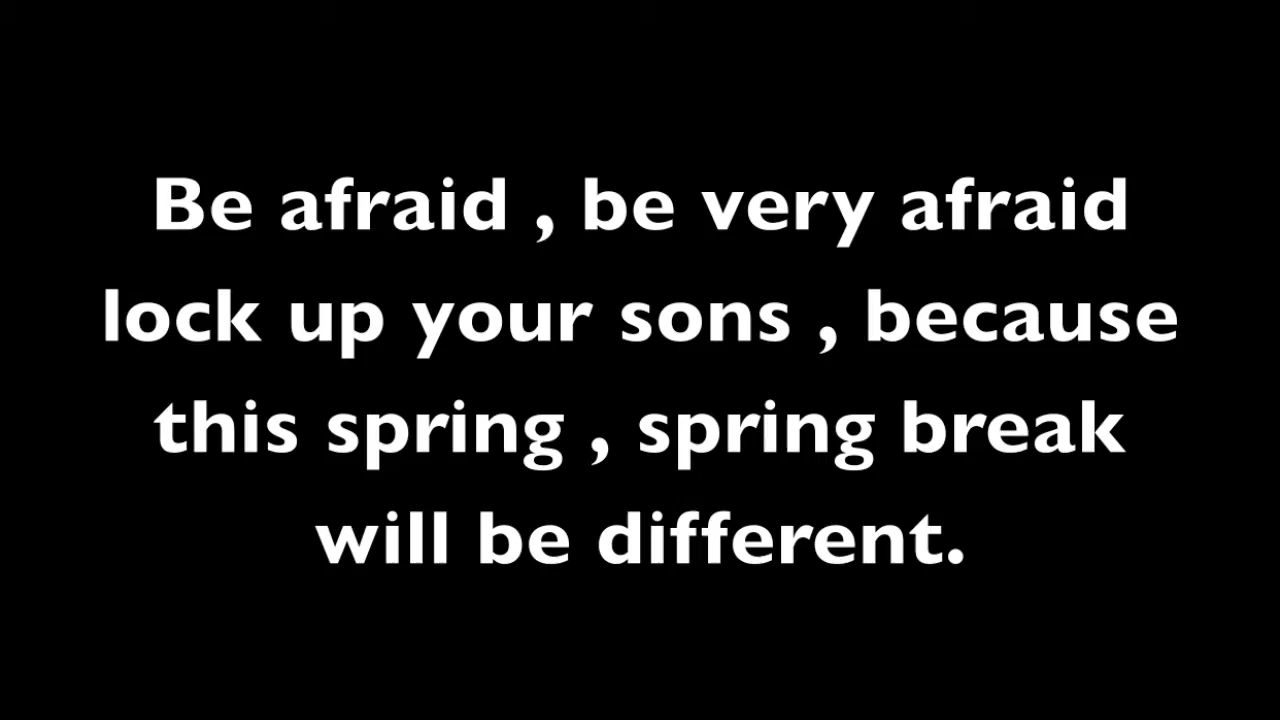 Be afraid , be very afraid
lock up your sons , because
this spring , spring break
will be different.